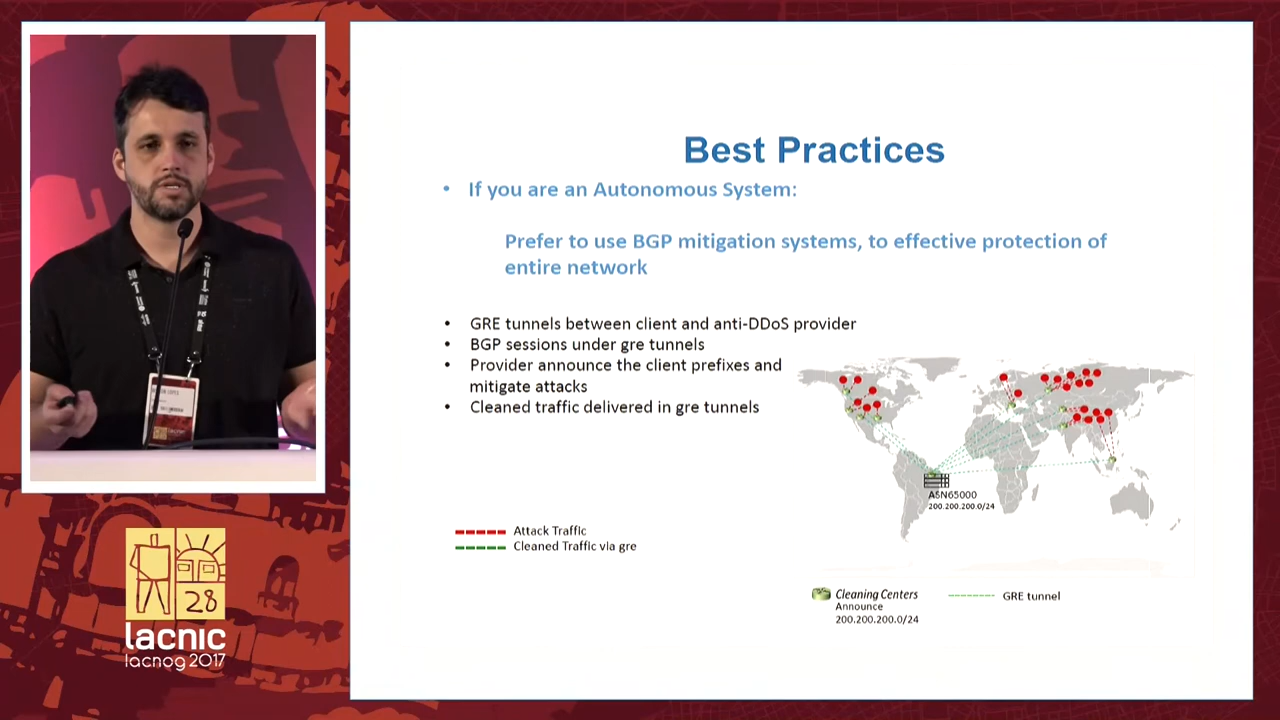 Best Practices
• If you are an Autonomous System:
Prefer to use BGP mitigation systems, to effective protection of
entire network
• GRE tunnels between client and anti-DDoS provider
• BGP sessions under gre tunnels
• Provider announce the client prefixes and
mitigate attacks
• Cleaned traffic delivered in gre tunnels
ASN65000
200.200.200.0/24
Attack Traffic
Cleaned Traffic via gre
Cleaning Centers
Announce
200.200.200.0/24
GRE tunnel
28
lacnic
lacnog 2017